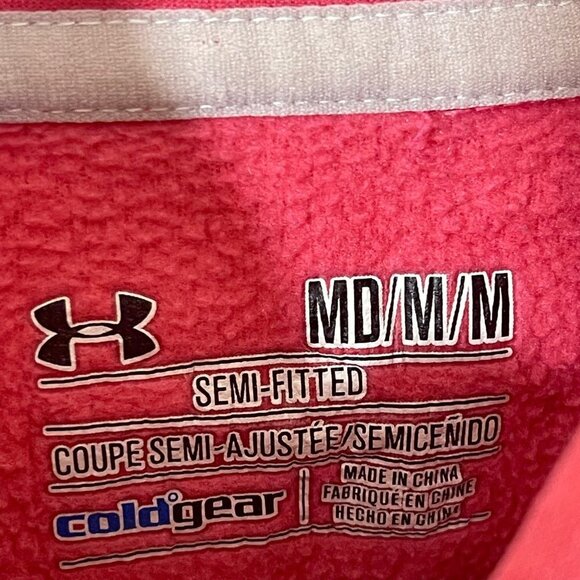 MD/M/M
SEMI-FITTED
COUPE SEMI-AJUSTÉE/SEMICEÑIDO
coldgear
MADE IN CHINA
FABRIQUÉ EN CHINE
HECHO EN CHINA